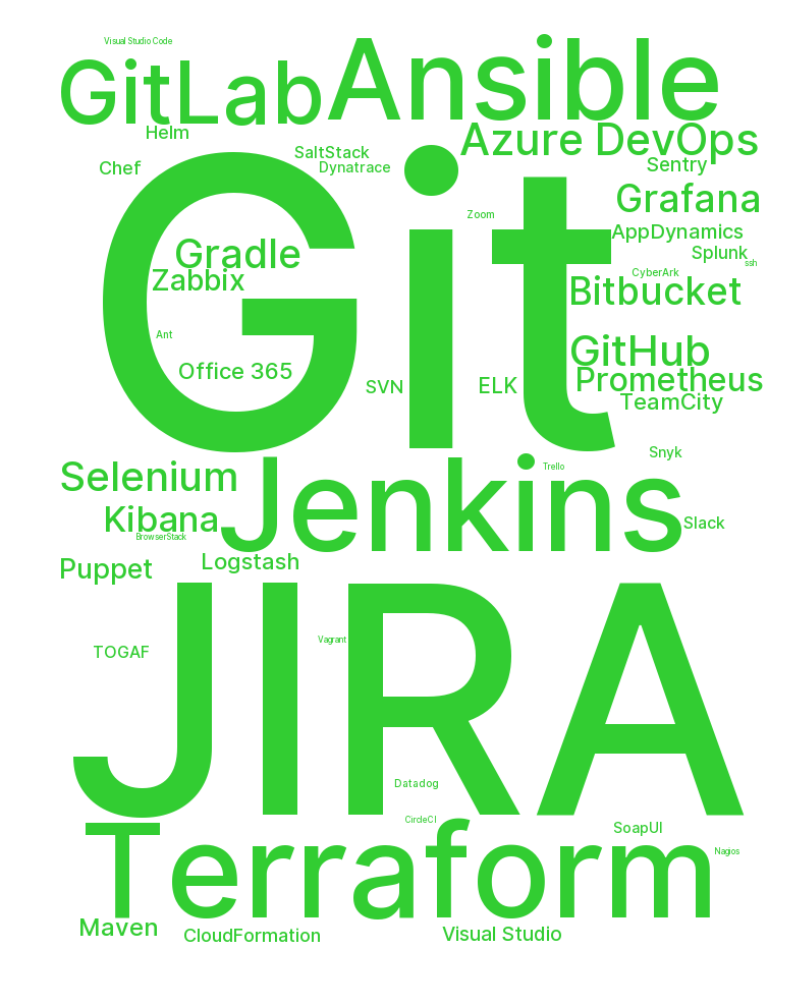 Visual Studio Code
GitLab
Ansible
Helm
Azure DevOps
SaltStack
Chef
Dynatrace
Sentry
Git
Grafana
Zoom
AppDynamics
Gradle
Splunk
ssh
Zabbix
CyberArk
Bitbucket
Ant
GitHub
Office 365
SVN
ELK
Prometheus
TeamCity
Snyk
Selenium
Jenkins
Trello
Kibana
Slack
BrowserStack
Logstash
Puppet
JIRA
Vagrant
TOGAF
Datadog
CircleCI
SoapUI
Terraform
Nagios
Maven
CloudFormation
Visual Studio